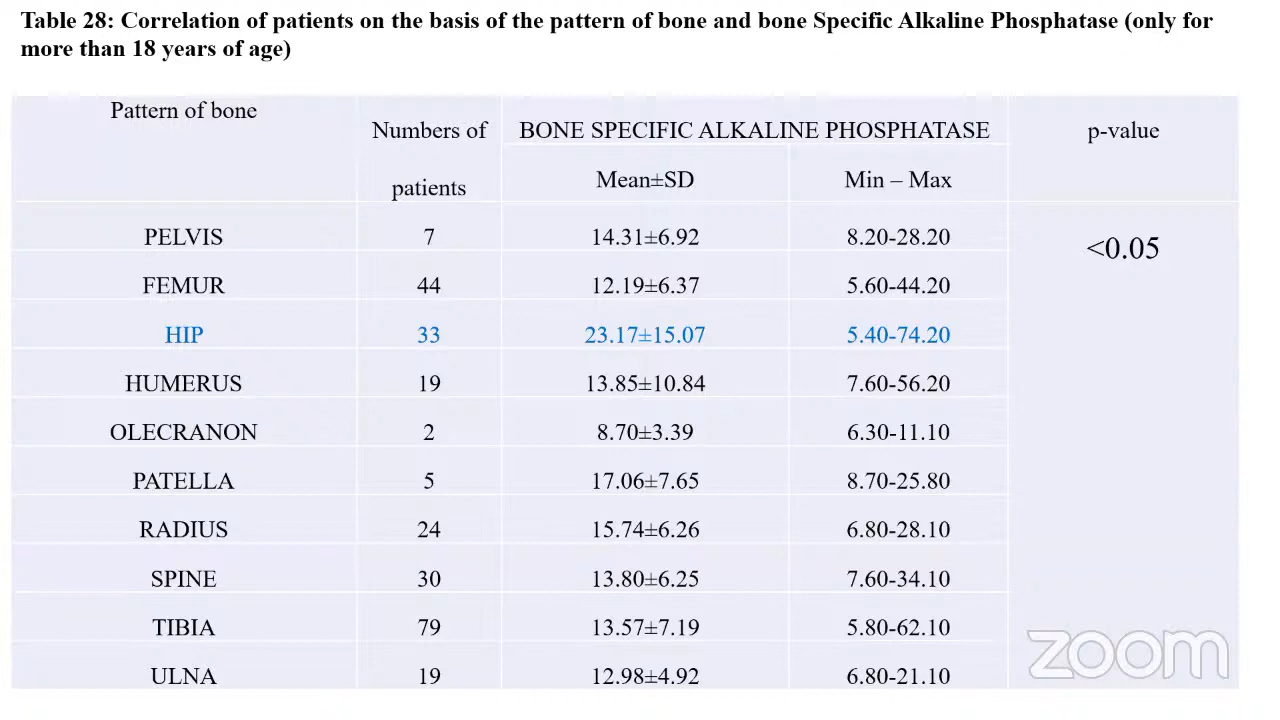 Table 28: Correlation of patients on the basis of the pattern of bone and bone Specific Alkaline Phosphatase (only for
more than 18 years of age)
Pattern of bone Numbers of patients BONE SPECIFIC ALKALINE PHOSPHATASE p-value
Mean±SD Min – Max
PELVIS 7 14.31±6.92 8.20-28.20 <0.05
FEMUR 44 12.19±6.37 5.60-44.20
HIP 33 23.17±15.07 5.40-74.20
HUMERUS 19 13.85±10.84 7.60-56.20
OLECRANON 2 8.70±3.39 6.30-11.10
PATELLA 5 17.06±7.65 8.70-25.80
RADIUS 24 15.74±6.26 6.80-28.10
SPINE 30 13.80±6.25 7.60-34.10
TIBIA 79 13.57±7.19 5.80-62.10
ULNA 19 12.98±4.92 6.80-21.10
zoom